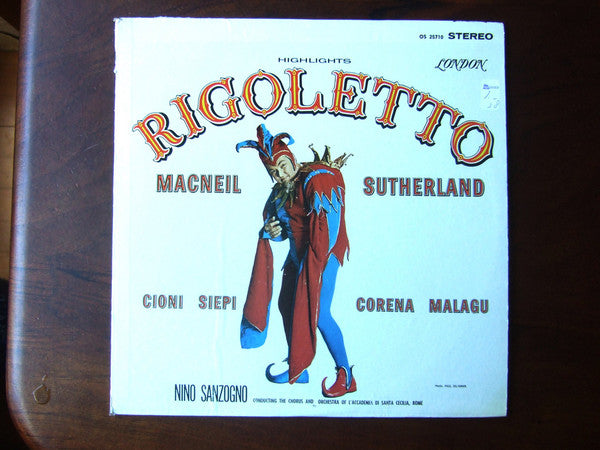 OS 25710 STEREO
HIGHLIGHTS
LONDON
RIGOLETTO
MACNEIL SUTHERLAND
CIONI SIEPI CORENA MALAGU
NINO SANZOGNO CONDUCTING THE CHORUS AND ORCHESTRA OF L'ACCADEMIA DI SANTA CECILIA, ROME